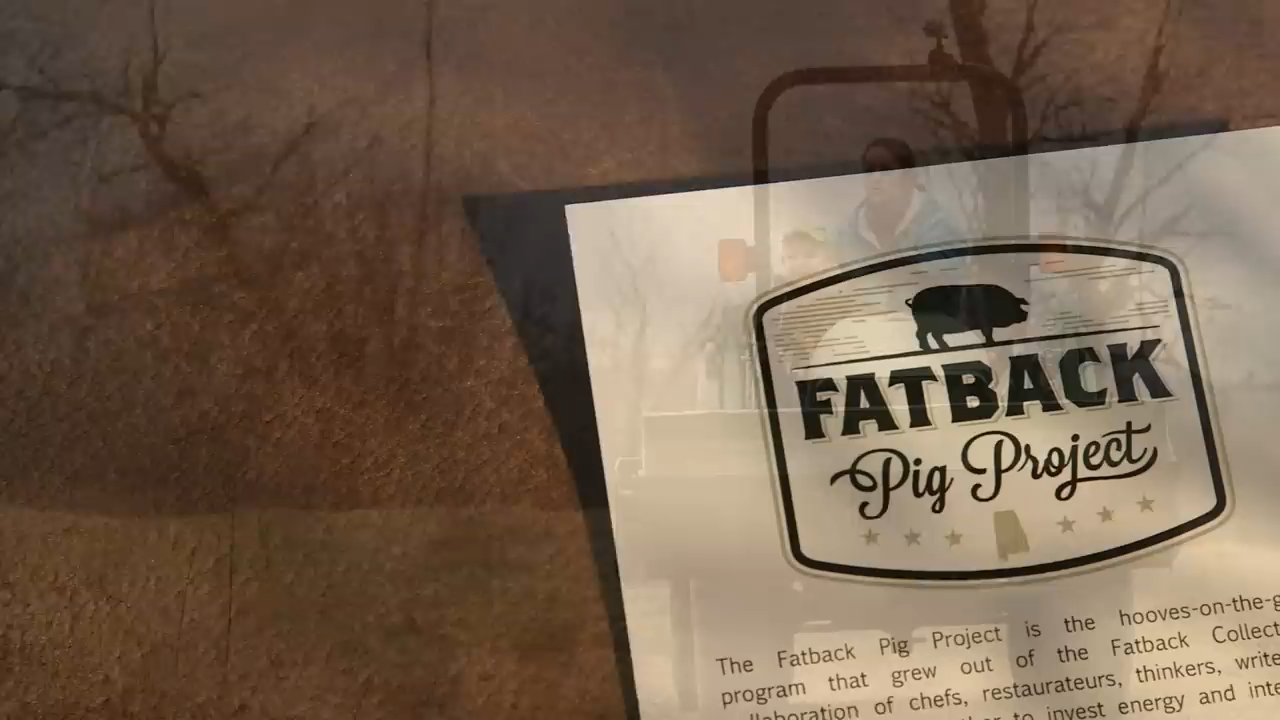 FATBACK
Pig Project
The Fatback Pig Project is the hooves-on-the-g
program that grew out of the Fatback Collect
llaboration of chefs, restaurateurs, thinkers, write
to invest energy and inte